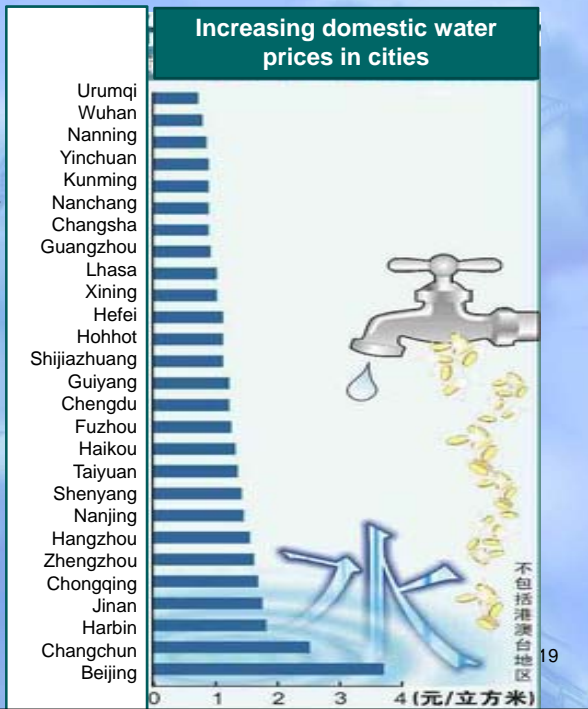 Increasing domestic water
prices in cities
Urumqi
Wuhan
Nanning
Yinchuan
Kunming
Nanchang
Changsha
Guangzhou
Lhasa
Xining
Hefei
Hohhot
Shijiazhuang
Guiyang
Chengdu
Fuzhou
Haikou
Taiyuan
Shenyang
Nanjing
Hangzhou
Zhengzhou
Chongqing
Jinan
Harbin
Changchun
Beijing
水
不包括港澳台地区
19
0 1 2 3 4 (元/立方米)